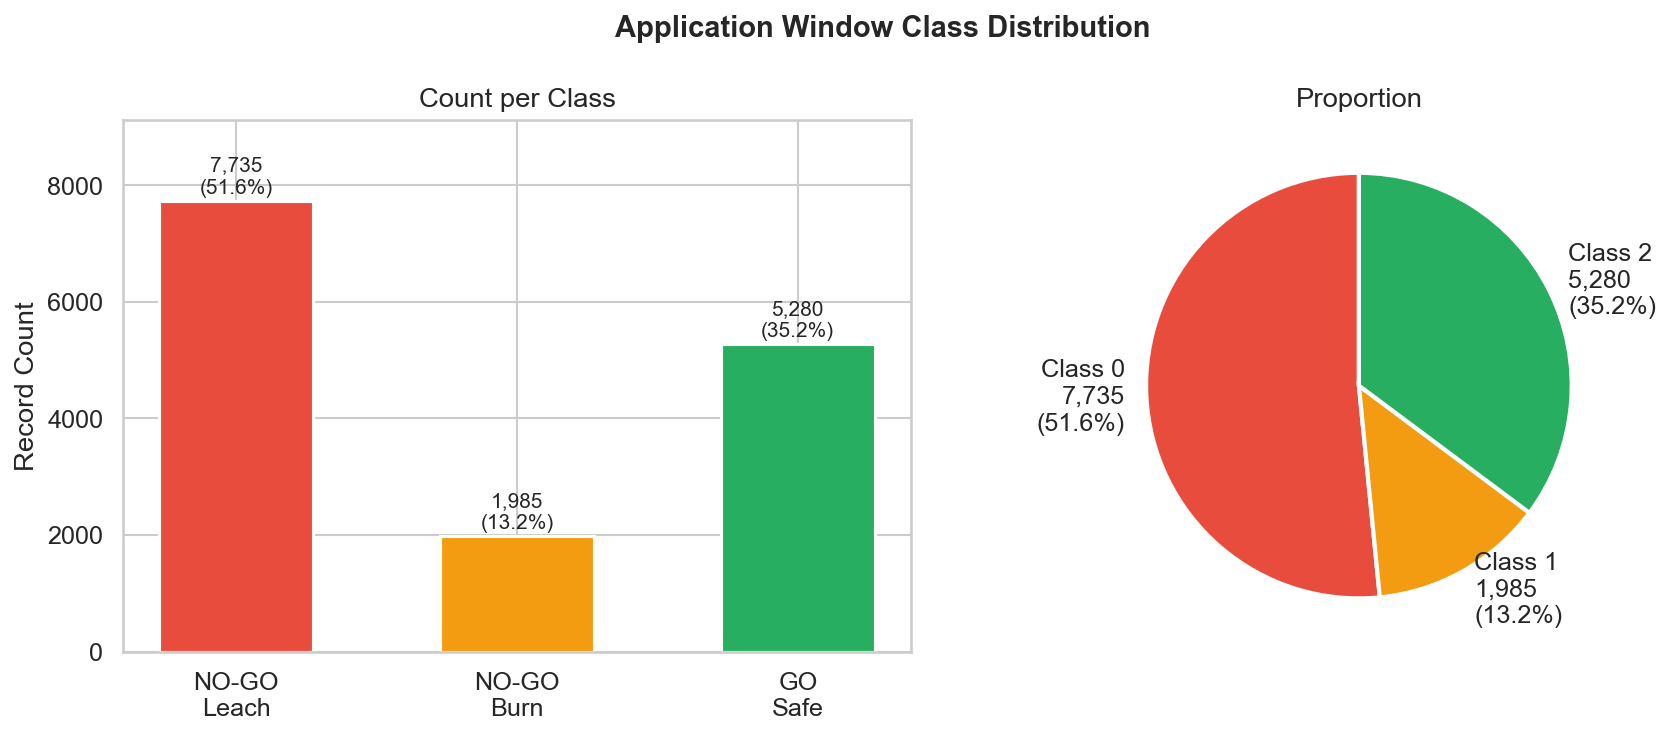 Application Window Class Distribution
Count per Class
Record Count
8000
6000
4000
2000
0
7,735
(51.6%)
1,985
(13.2%)
5,280
(35.2%)
NO-GO
Leach
NO-GO
Burn
GO
Safe
Proportion
Class 0
7,735
(51.6%)
Class 1
1,985
(13.2%)
Class 2
5,280
(35.2%)